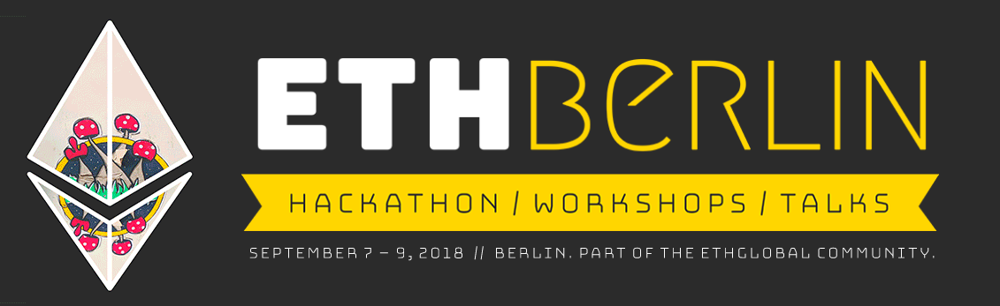 ETHBERLIN
HACKATHON / WORKSHOPS / TALKS
SEPTEMBER 7 – 9, 2018 // BERLIN. PART OF THE ETHGLOBAL COMMUNITY.